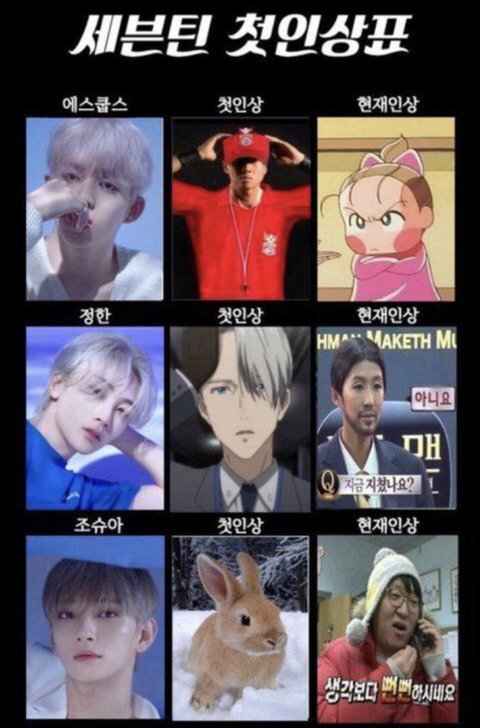 세븐틴 첫인상표
에스쿱스 첫인상 현재인상
정한 첫인상 현재인상
HMAN MAKETH MU
아니요
맨
Q 지금 지쳤나요?
조슈아 첫인상 현재인상
생각보다 뻔뻔하시네요